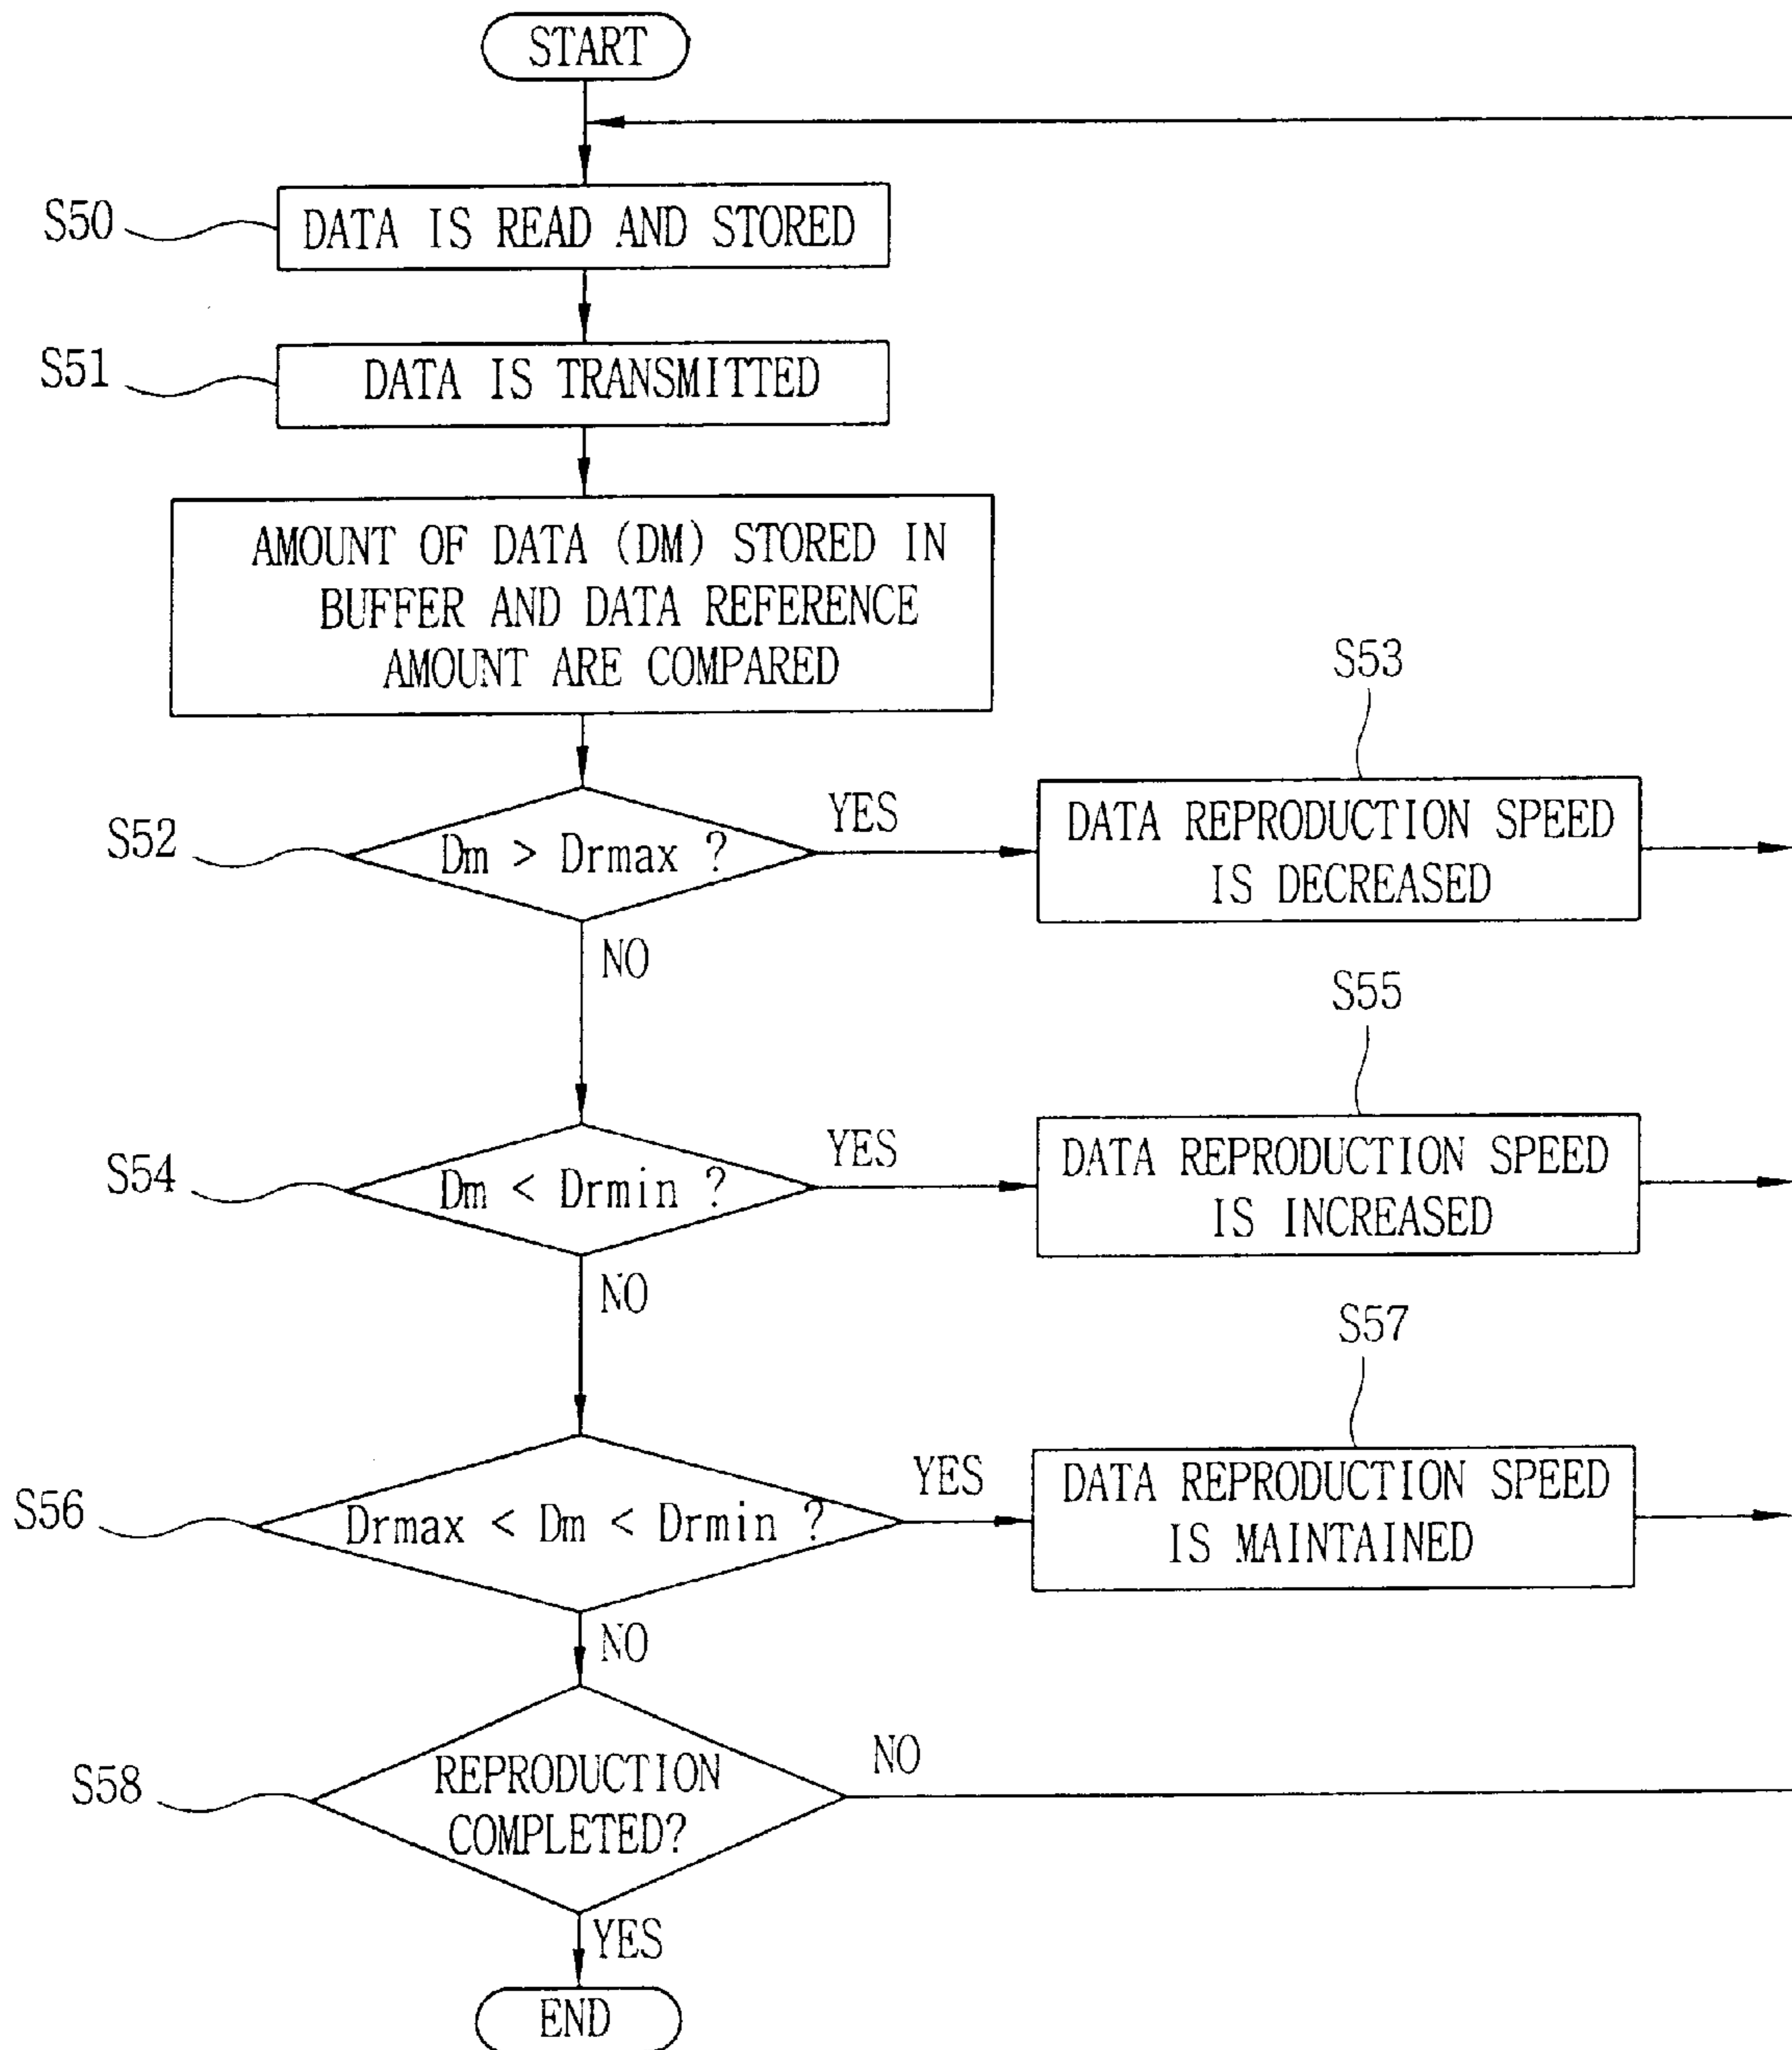 START
S50
DATA IS READ AND STORED
S51
DATA IS TRANSMITTED
AMOUNT OF DATA (DM) STORED IN
BUFFER AND DATA REFERENCE
AMOUNT ARE COMPARED
S52
Dm > Drmax ?
YES
S53
DATA REPRODUCTION SPEED
IS DECREASED
NO
S54
Dm < Drmin ?
YES
S55
DATA REPRODUCTION SPEED
IS INCREASED
NO
S56
Drmax < Dm < Drmin ?
YES
S57
DATA REPRODUCTION SPEED
IS MAINTAINED
NO
S58
REPRODUCTION
COMPLETED?
NO
YES
END